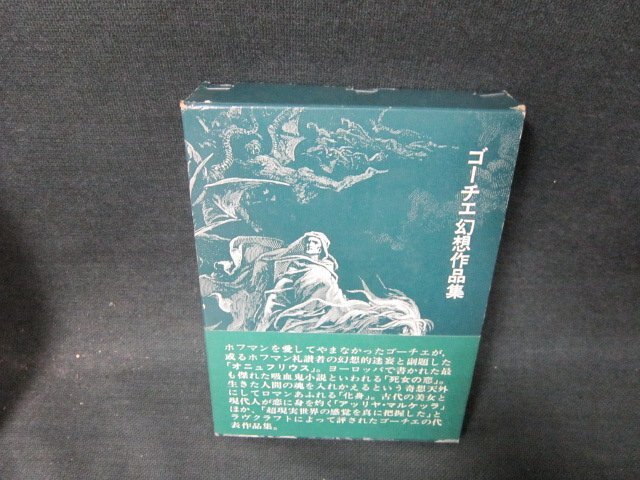 ゴーチエ幻想作品集
ホフマンを愛してやまなかったゴーチエが、
或るホフマン礼讃者の幻想的迷妄と副題した
「オニュフリウス」。ヨーロッパで書かれた最
も傑れた吸血鬼小説といわれる「死女の恋」。
生きた人間の魂を入れかえるという奇想天外
にしてロマンあふれる「化身」。古代の美女と
現代人が恋に身を灼く「アッリヤ・マルケッラ」
ほか、「超現実世界の感覚を真に把握した」と
ラヴクラフトによって評されたゴーチエの代
表作品集。